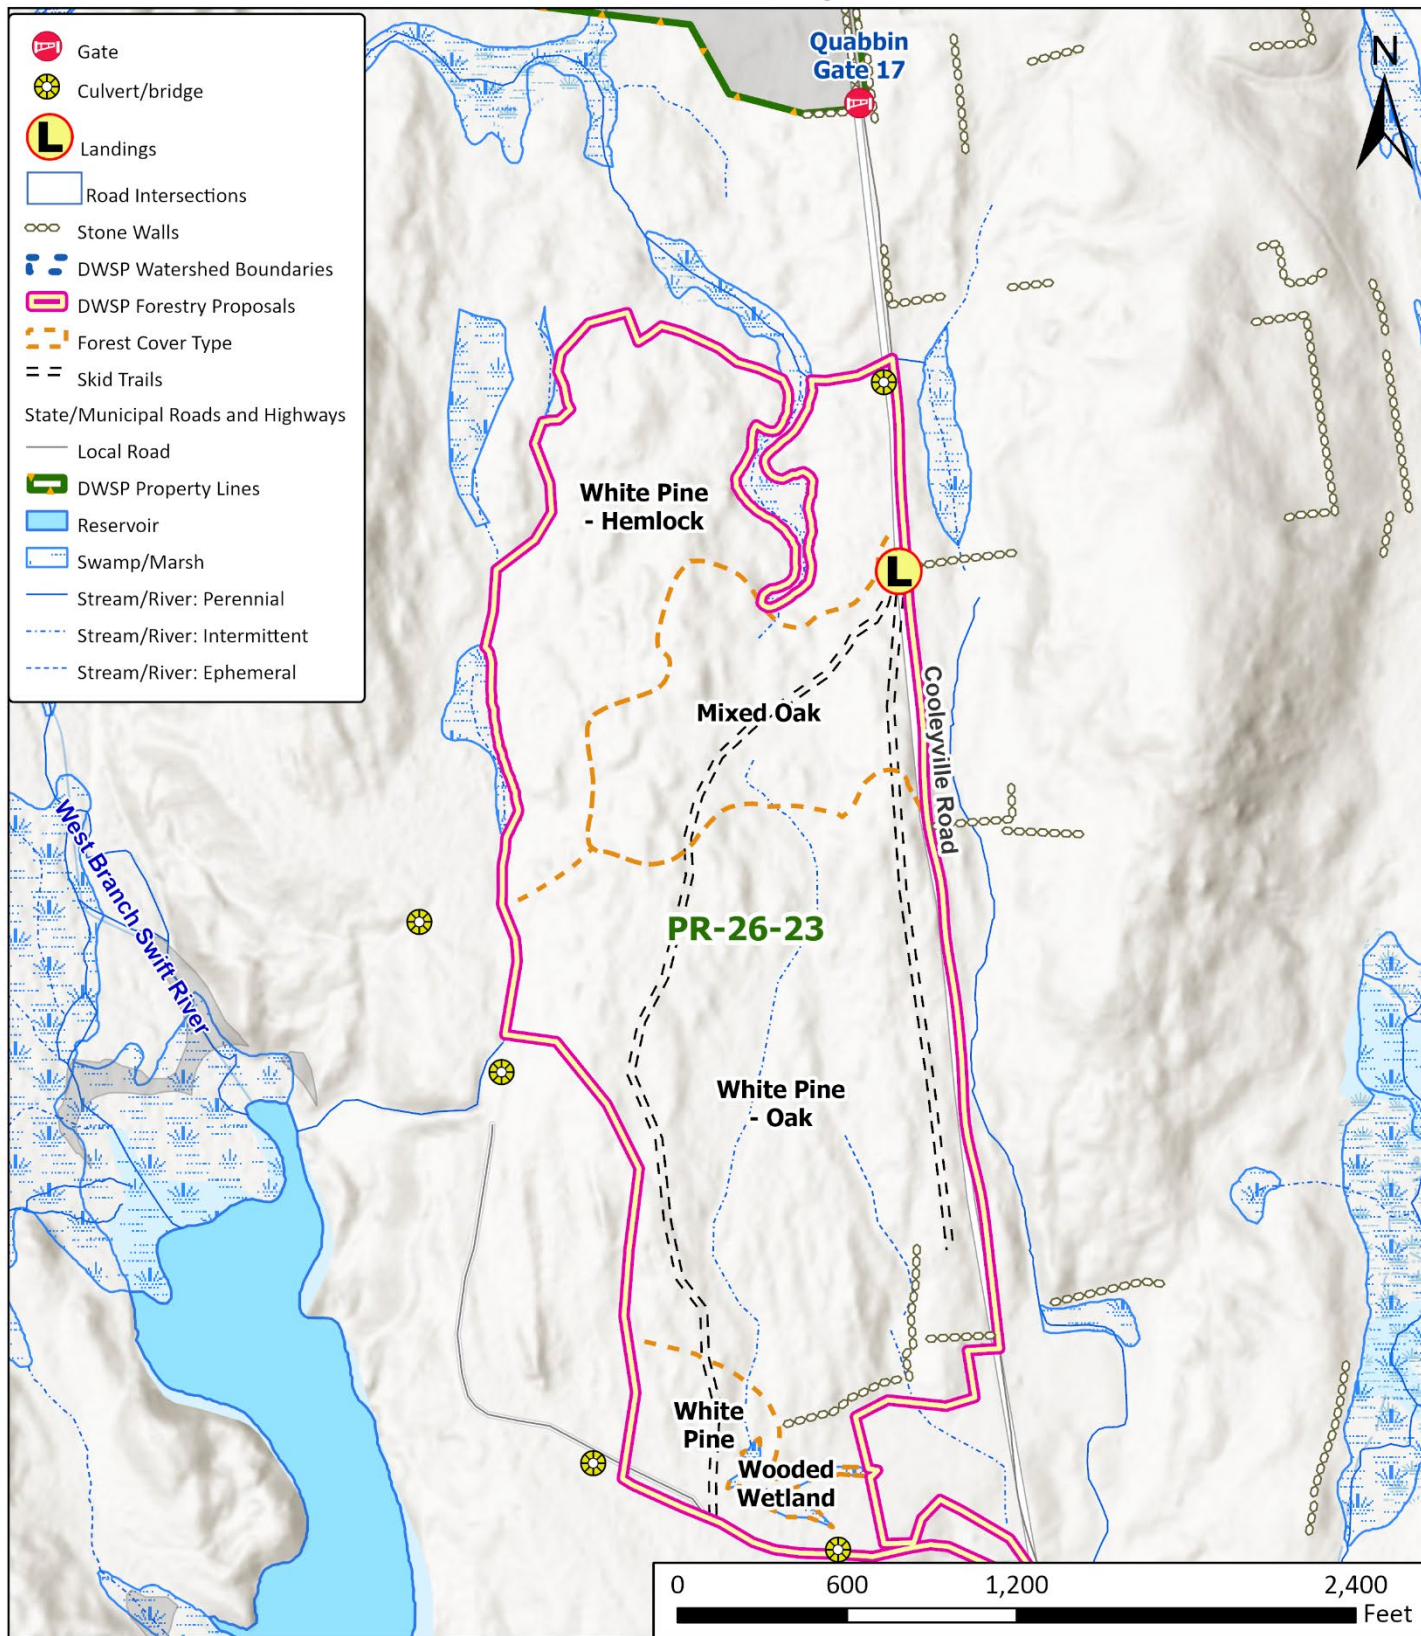 Gate
Culvert/bridge
L
Landings
Road Intersections
Stone Walls
DWSP Watershed Boundaries
DWSP Forestry Proposals
Forest Cover Type
Skid Trails
State/Municipal Roads and Highways
Local Road
DWSP Property Lines
Reservoir
Swamp/Marsh
Stream/River: Perennial
Stream/River: Intermittent
Stream/River: Ephemeral
Quabbin
Gate 17
N
White Pine
- Hemlock
L
Mixed Oak
Cooleyville Road
West Branch Swift River
PR-26-23
White Pine
- Oak
White
Pine
Wooded
Wetland
0 600 1,200 2,400
Feet